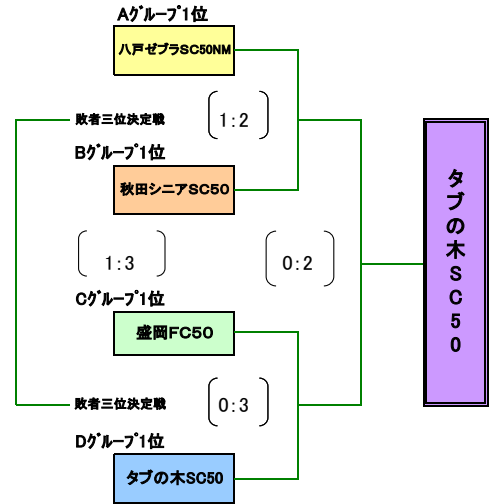 Aグループ1位
八戸ゼブラSC50NM
敗者三位決定戦
1:2
Bグループ1位
秋田シニアSC50
1:3
0:2
タブの木SC50
Cグループ1位
盛岡FC50
敗者三位決定戦
0:3
Dグループ1位
タブの木SC50